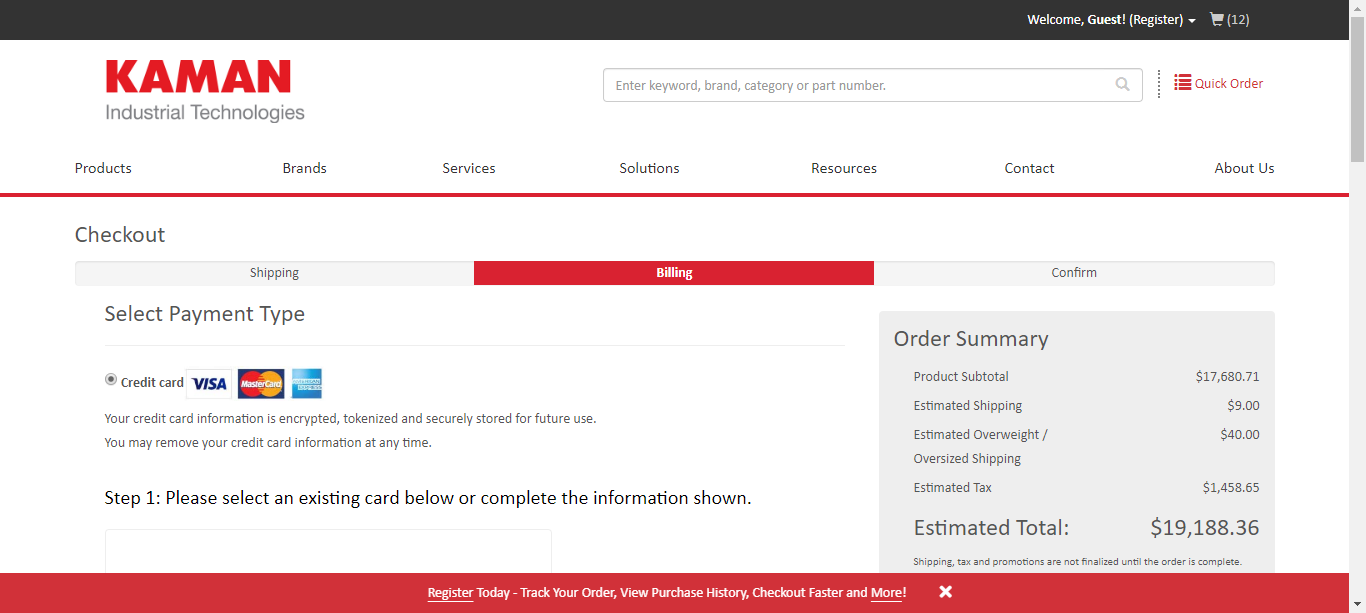 Welcome, Guest! (Register) (12)
KAMAN
Industrial Technologies
Enter keyword, brand, category or part number.
Quick Order
Products Brands Services Solutions Resources Contact About Us
Checkout
Shipping Billing Confirm
Select Payment Type
Credit card VISA MasterCard AMERICAN EXPRESS
Your credit card information is encrypted, tokenized and securely stored for future use.
You may remove your credit card information at any time.
Step 1: Please select an existing card below or complete the information shown.
Order Summary
Product Subtotal $17,680.71
Estimated Shipping $9.00
Estimated Overweight / $40.00
Oversized Shipping
Estimated Tax $1,458.65
Estimated Total: $19,188.36
Shipping, tax and promotions are not finalized until the order is complete.
Register Today - Track Your Order, View Purchase History, Checkout Faster and More!